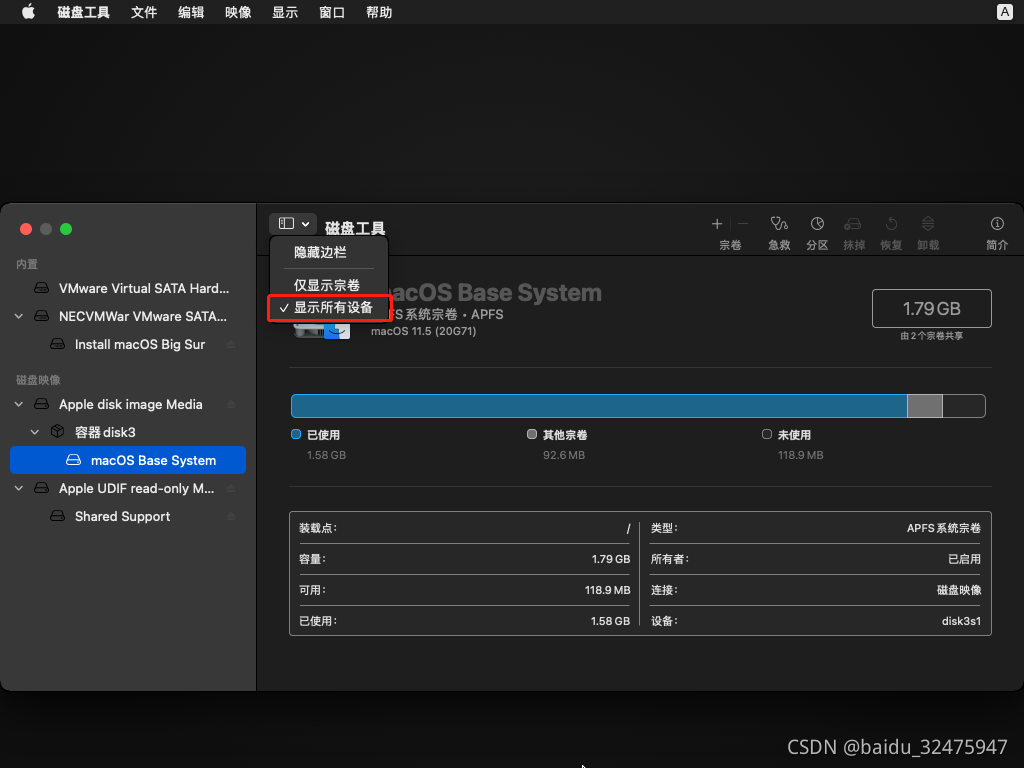 磁盘工具 文件 编辑 映像 显示 窗口 帮助 A
磁盘工具
宗卷 急救 分区 抹掉 恢复 卸载 简介
隐藏边栏
仅显示宗卷
✓ 显示所有设备
内置
VMware Virtual SATA Hard...
NECVMWar VMware SATA...
Install macOS Big Sur
磁盘映像
Apple disk image Media
容器 disk3
macOS Base System
Apple UDIF read-only M...
Shared Support
acOS Base System
FS系统宗卷 • APFS
macOS 11.5 (20G71)
1.79 GB
由2个宗卷共享
已使用
1.58 GB
其他宗卷
92.6 MB
未使用
118.9 MB
装载点: /
类型: APFS系统宗卷
容量: 1.79 GB
所有者: 已启用
可用: 118.9 MB
连接: 磁盘映像
已使用: 1.58 GB
设备: disk3s1
CSDN @baidu_32475947